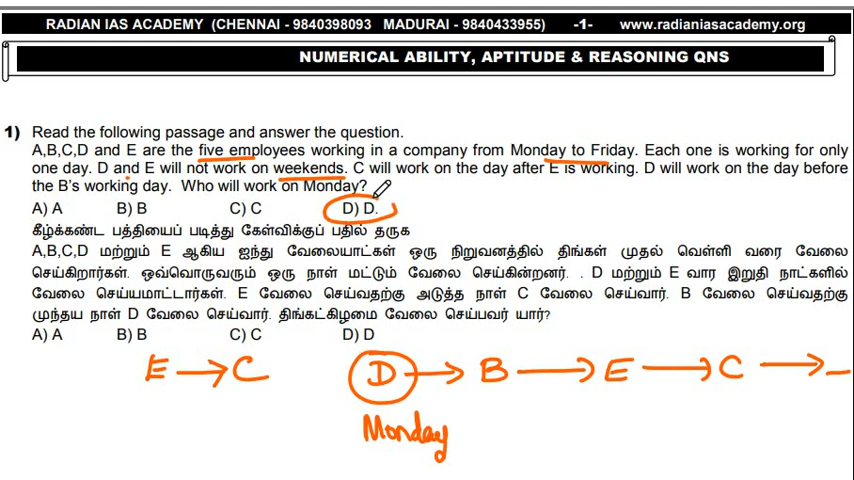 RADIAN IAS ACADEMY (CHENNAI - 9840398093 MADURAI - 9840433955) -1- www.radianiasacademy.org
NUMERICAL ABILITY, APTITUDE & REASONING QNS
1) Read the following passage and answer the question.
A,B,C,D and E are the five employees working in a company from Monday to Friday. Each one is working for only
one day. D and E will not work on weekends. C will work on the day after E is working. D will work on the day before
the B's working day. Who will work on Monday?
A) A B) B C) C D) D.
கீழ்க்கண்ட பத்தியைப் படித்து கேள்விக்குப் பதில் தருக
A,B,C,D மற்றும் E ஆகிய ஐந்து வேலையாட்கள் ஒரு நிறுவனத்தில் திங்கள் முதல் வெள்ளி வரை வேலை
செய்கிறார்கள். ஒவ்வொருவரும் ஒரு நாள் மட்டும் வேலை செய்கின்றனர். . D மற்றும் E வார இறுதி நாட்களில்
வேலை செய்யமாட்டார்கள். E வேலை செய்வதற்கு அடுத்த நாள் C வேலை செய்வார். B வேலை செய்வதற்கு
முந்தய நாள் D வேலை செய்வார். திங்கட்கிழமை வேலை செய்பவர் யார்?
A) A B) B C) C D) D
E → C D → B → E → C →
Monday